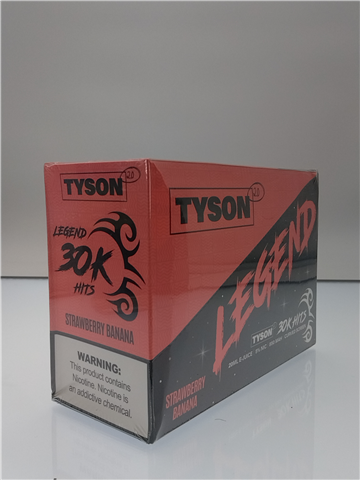 TYSON 2.0
LEGEND
30K
HITS
STRAWBERRY BANANA
WARNING:
This product contains
Nicotine. Nicotine is
an addictive chemical.
TYSON 2.0
LEGEND
TYSON 30K HITS
STRAWBERRY
BANANA